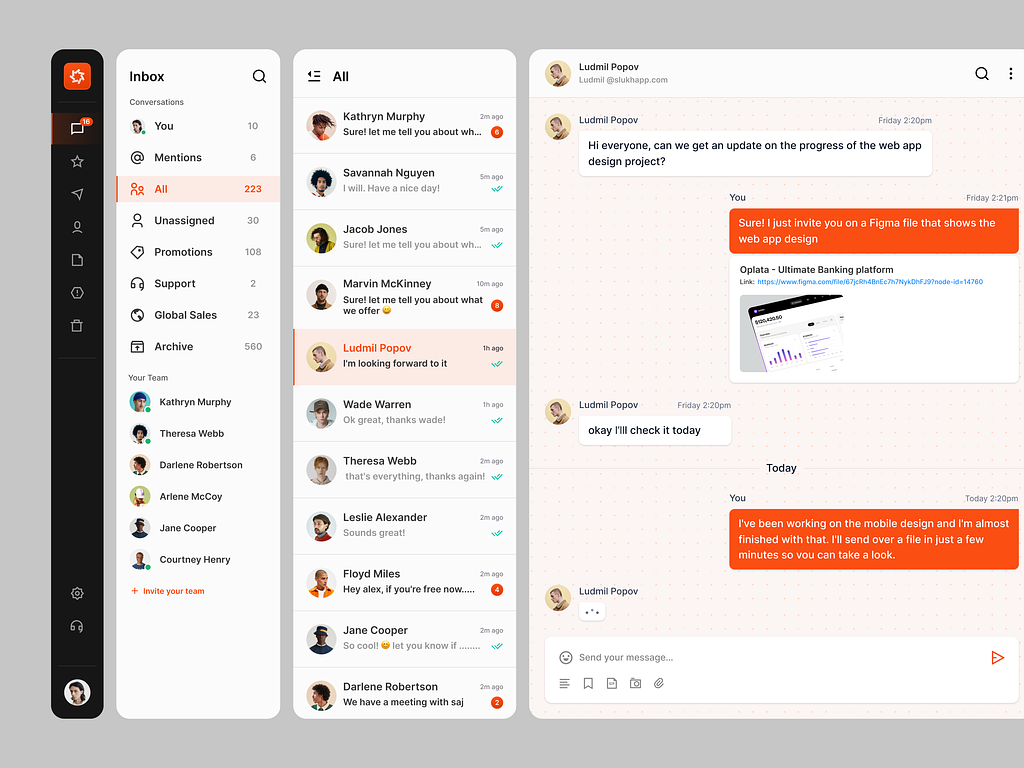 16
Inbox
Conversations
You 10
Mentions 6
All 223
Unassigned 30
Promotions 108
Support 2
Global Sales 23
Archive 560
Your Team
Kathryn Murphy
Theresa Webb
Darlene Robertson
Arlene McCoy
Jane Cooper
Courtney Henry
+ Invite your team
All
Kathryn Murphy 2m ago
Sure! let me tell you about wh... 6
Savannah Nguyen 5m ago
I will. Have a nice day!
Jacob Jones 5m ago
Sure! let me tell you about wh...
Marvin McKinney 10m ago
Sure! let me tell you about what
we offer 😄 8
Ludmil Popov 1h ago
I'm looking forward to it
Wade Warren 1h ago
Ok great, thanks wade!
Theresa Webb 2m ago
that's everything, thanks again!
Leslie Alexander 2m ago
Sounds great!
Floyd Miles 2m ago
Hey alex, if you're free now..... 4
Jane Cooper 2m ago
So cool! 😄 let you know if ........
Darlene Robertson 2m ago
We have a meeting with saj 2
Ludmil Popov
Ludmil @slukhapp.com
Ludmil Popov Friday 2:20pm
Hi everyone, can we get an update on the progress of the web app
design project?
You Friday 2:21pm
Sure! I just invite you on a Figma file that shows the
web app design
Oplata - Ultimate Banking platform
Link: https://www.figma.com/file/67jcRh4BnEc7h7NykDhFJ9?node-id=14760
$120,420.50
Ludmil Popov Friday 2:20pm
okay I'lll check it today
Today
You Today 2:20pm
I've been working on the mobile design and I'm almost
finished with that. I'll send over a file in just a few
minutes so you can take a look.
Ludmil Popov
Send your message...